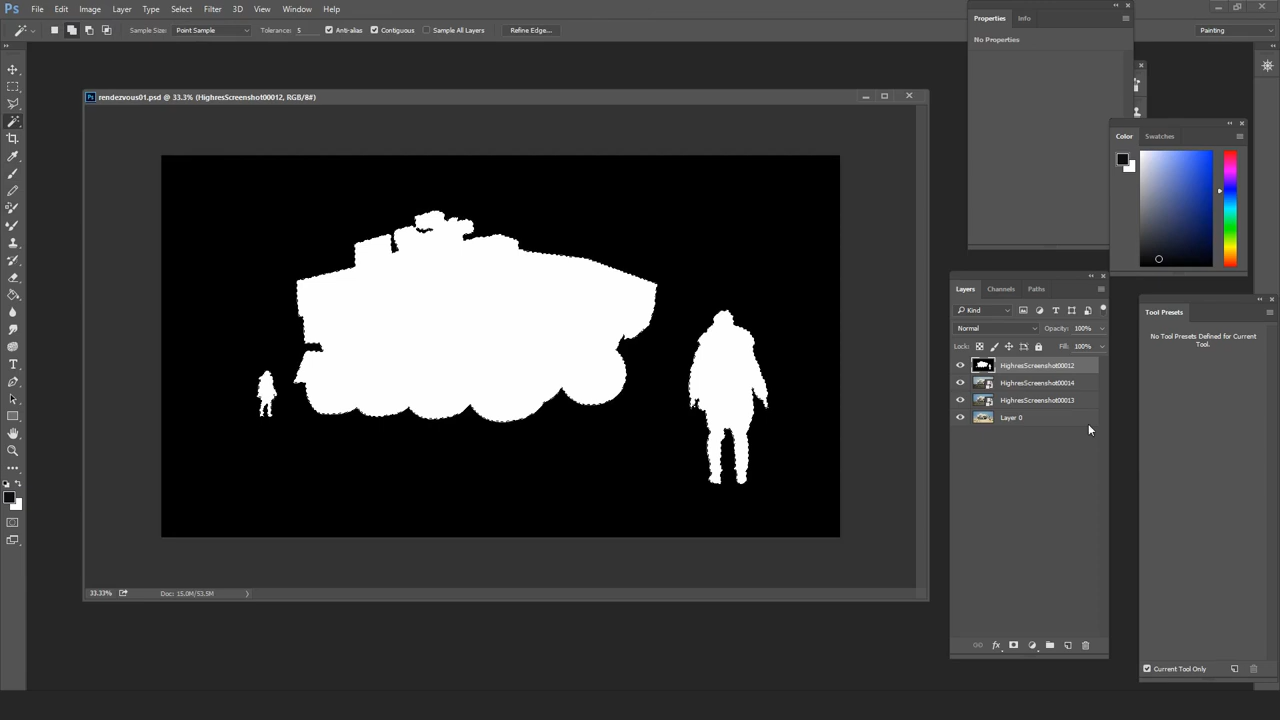 Ps File Edit Image Layer Type Select Filter 3D View Window Help
Sample Size: Point Sample Tolerance: 5 Anti-alias Contiguous Sample All Layers Refine Edge... Painting
Properties Info
No Properties
rendezvous01.psd @ 33.3% (HighresScreenshot00012, RGB/8#)
Color Swatches
Layers Channels Paths
Kind
Normal Opacity: 100%
Lock: Fill: 100%
HighresScreenshot00012
HighresScreenshot00014
HighresScreenshot00013
Layer 0
fx
Tool Presets
No Tool Presets Defined for Current
Tool.
Current Tool Only
33.33% Doc: 15.0M/53.5M